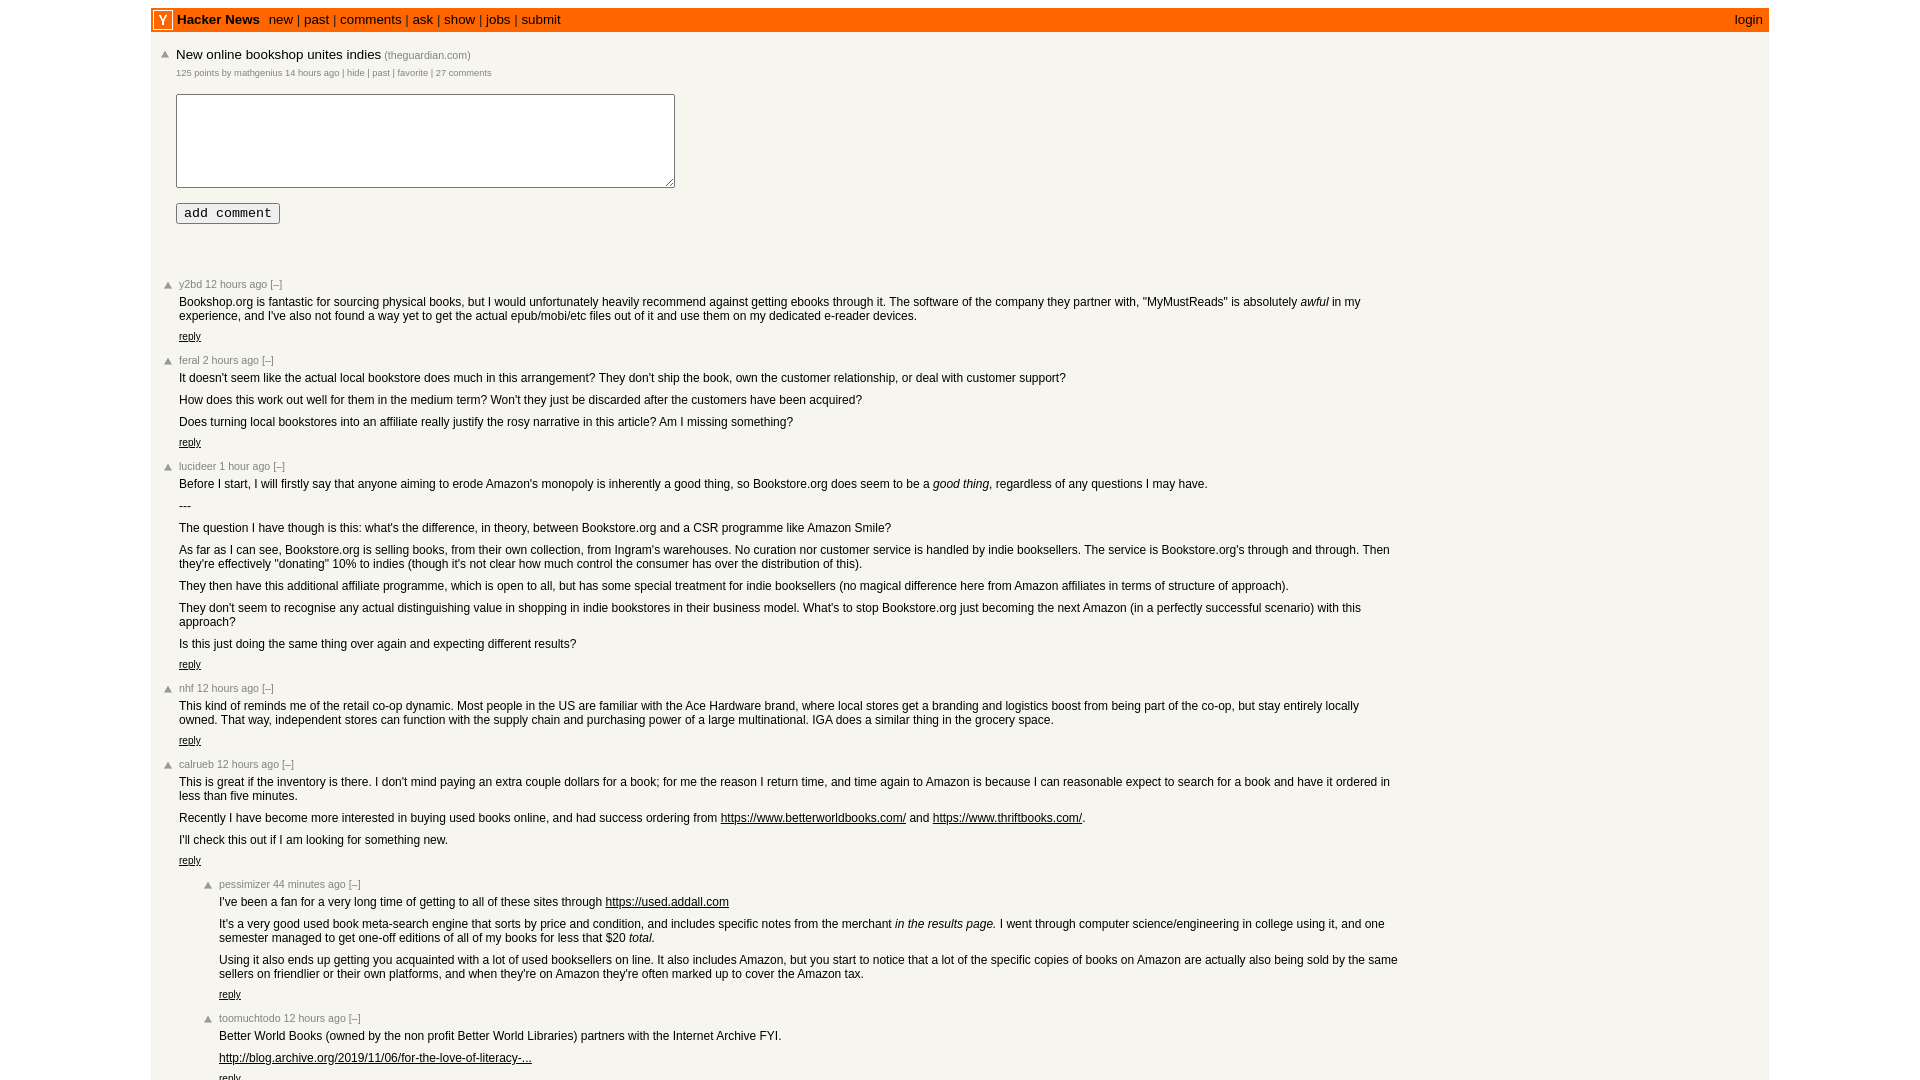 Y Hacker News new | past | comments | ask | show | jobs | submit login
New online bookshop unites indies (theguardian.com)
125 points by mathgenius 14 hours ago | hide | past | favorite | 27 comments
add comment
y2bd 12 hours ago [–]
Bookshop.org is fantastic for sourcing physical books, but I would unfortunately heavily recommend against getting ebooks through it. The software of the company they partner with, "MyMustReads" is absolutely awful in my
experience, and I've also not found a way yet to get the actual epub/mobi/etc files out of it and use them on my dedicated e-reader devices.
reply
feral 2 hours ago [–]
It doesn't seem like the actual local bookstore does much in this arrangement? They don't ship the book, own the customer relationship, or deal with customer support?
How does this work out well for them in the medium term? Won't they just be discarded after the customers have been acquired?
Does turning local bookstores into an affiliate really justify the rosy narrative in this article? Am I missing something?
reply
lucideer 1 hour ago [–]
Before I start, I will firstly say that anyone aiming to erode Amazon's monopoly is inherently a good thing, so Bookstore.org does seem to be a good thing, regardless of any questions I may have.
---
The question I have though is this: what's the difference, in theory, between Bookstore.org and a CSR programme like Amazon Smile?
As far as I can see, Bookstore.org is selling books, from their own collection, from Ingram's warehouses. No curation nor customer service is handled by indie booksellers. The service is Bookstore.org's through and through. Then
they're effectively "donating" 10% to indies (though it's not clear how much control the consumer has over the distribution of this).
They then have this additional affiliate programme, which is open to all, but has some special treatment for indie booksellers (no magical difference here from Amazon affiliates in terms of structure of approach).
They don't seem to recognise any actual distinguishing value in shopping in indie bookstores in their business model. What's to stop Bookstore.org just becoming the next Amazon (in a perfectly successful scenario) with this
approach?
Is this just doing the same thing over again and expecting different results?
reply
nhf 12 hours ago [–]
This kind of reminds me of the retail co-op dynamic. Most people in the US are familiar with the Ace Hardware brand, where local stores get a branding and logistics boost from being part of the co-op, but stay entirely locally
owned. That way, independent stores can function with the supply chain and purchasing power of a large multinational. IGA does a similar thing in the grocery space.
reply
calrueb 12 hours ago [–]
This is great if the inventory is there. I don't mind paying an extra couple dollars for a book; for me the reason I return time, and time again to Amazon is because I can reasonable expect to search for a book and have it ordered in
less than five minutes.
Recently I have become more interested in buying used books online, and had success ordering from https://www.betterworldbooks.com/ and https://www.thriftbooks.com/.
I'll check this out if I am looking for something new.
reply
pessimizer 44 minutes ago [–]
I've been a fan for a very long time of getting to all of these sites through https://used.addall.com
It's a very good used book meta-search engine that sorts by price and condition, and includes specific notes from the merchant in the results page. I went through computer science/engineering in college using it, and one
semester managed to get one-off editions of all of my books for less that $20 total.
Using it also ends up getting you acquainted with a lot of used booksellers on line. It also includes Amazon, but you start to notice that a lot of the specific copies of books on Amazon are actually also being sold by the same
sellers on friendlier or their own platforms, and when they're on Amazon they're often marked up to cover the Amazon tax.
reply
toomuchtodo 12 hours ago [–]
Better World Books (owned by the non profit Better World Libraries) partners with the Internet Archive FYI.
http://blog.archive.org/2019/11/06/for-the-love-of-literacy-...
reply